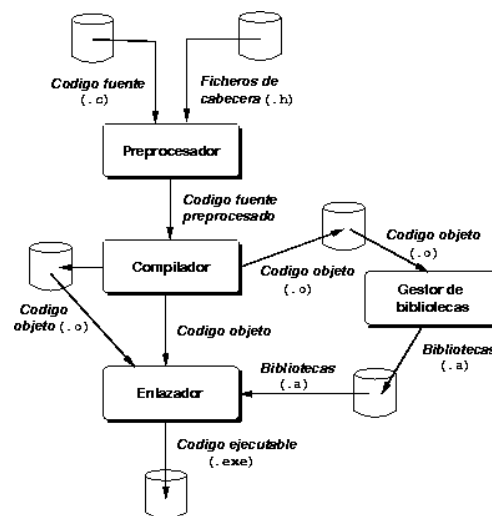 Codigo fuente
(.c)
Ficheros de
cabecera (.h)
Preprocesador
Codigo fuente
preprocesado
Compilador
Codigo objeto
(.o)
Codigo objeto
(.o)
Gestor de
bibliotecas
Codigo
objeto (.o)
Codigo objeto
Bibliotecas
(.a)
Bibliotecas
(.a)
Enlazador
Codigo ejecutable
(.exe)